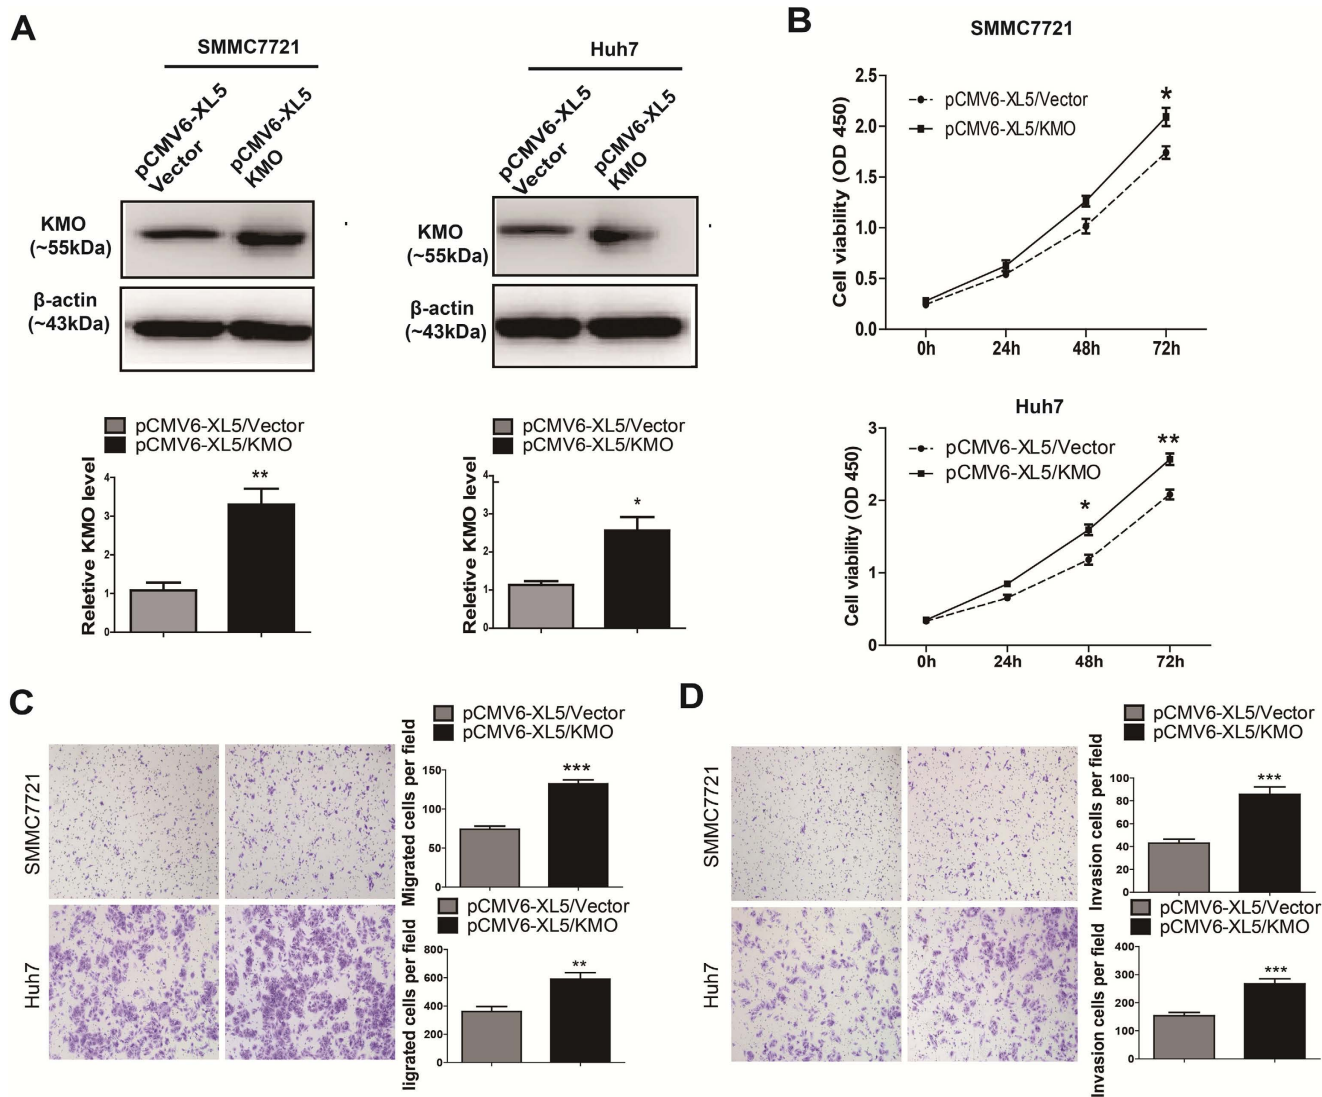 A
SMMC7721
pCMV6-XL5
Vector
pCMV6-XL5
KMO
Huh7
pCMV6-XL5
Vector
pCMV6-XL5
KMO
KMO
(~55kDa)
β-actin
(~43kDa)
KMO
(~55kDa)
β-actin
(~43kDa)
pCMV6-XL5/Vector
pCMV6-XL5/KMO
Reletive KMO level
4
3
2
1
0
**
pCMV6-XL5/Vector
pCMV6-XL5/KMO
Reletive KMO level
4
3
2
1
0
*
B
SMMC7721
pCMV6-XL5/Vector
pCMV6-XL5/KMO
Cell viability (OD 450)
2.5
2.0
1.5
1.0
0.5
0.0
*
0h 24h 48h 72h
Huh7
pCMV6-XL5/Vector
pCMV6-XL5/KMO
Cell viability (OD 450)
3
2
1
0
*
**
0h 24h 48h 72h
C
SMMC7721
Huh7
pCMV6-XL5/Vector
pCMV6-XL5/KMO
Migrated cells per field
150
100
50
0
***
pCMV6-XL5/Vector
pCMV6-XL5/KMO
ligrated cells per field
800
600
400
200
0
**
D
SMMC7721
Huh7
pCMV6-XL5/Vector
pCMV6-XL5/KMO
Invasion cells per field
100
80
60
40
20
0
***
pCMV6-XL5/Vector
pCMV6-XL5/KMO
Invasion cells per field
400
300
200
100
0
***